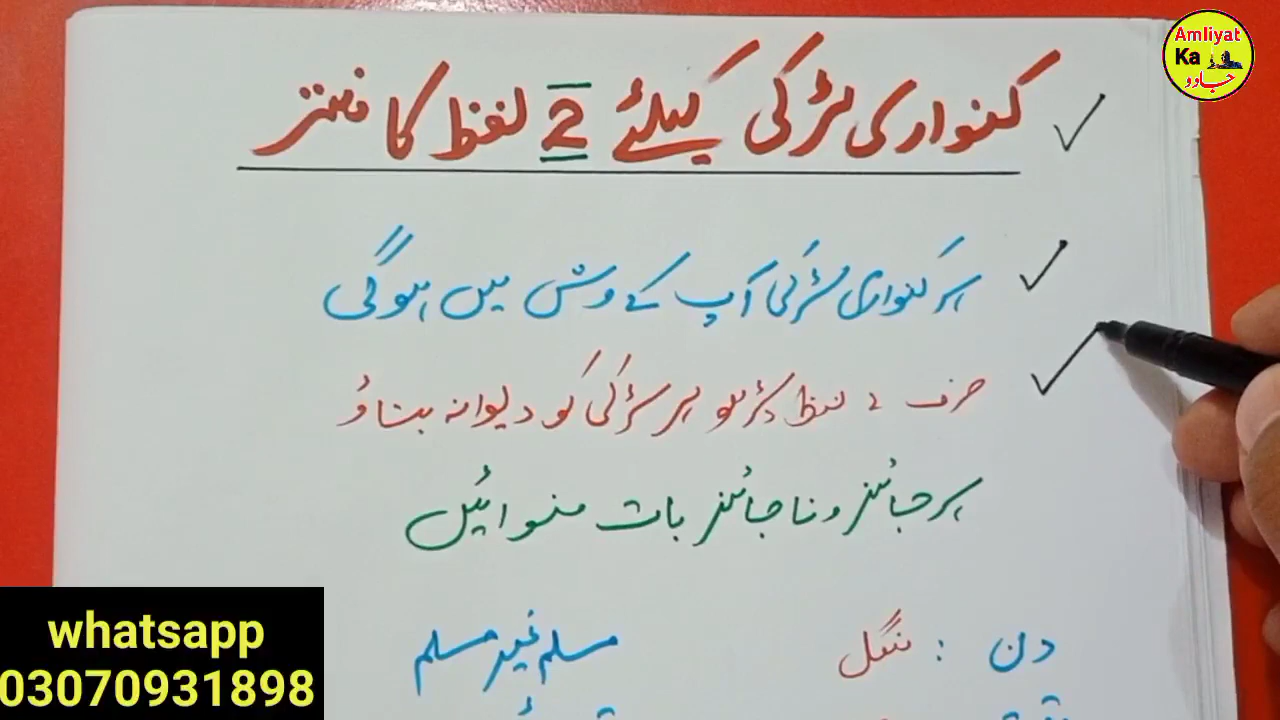 Amliyat
Ka
جادو
کنواری لڑکی کیلئے 2 لفظ کا منتر
ہر کنواری لڑکی آپ کے وش میں ہوگی
صرف 2 لفظ پڑھو ہر لڑکی کو دیوانہ بناؤ
ہر جائز و ناجائز بات منوائیں
دن : منگل
مسلم غیر مسلم
whatsapp
03070931898